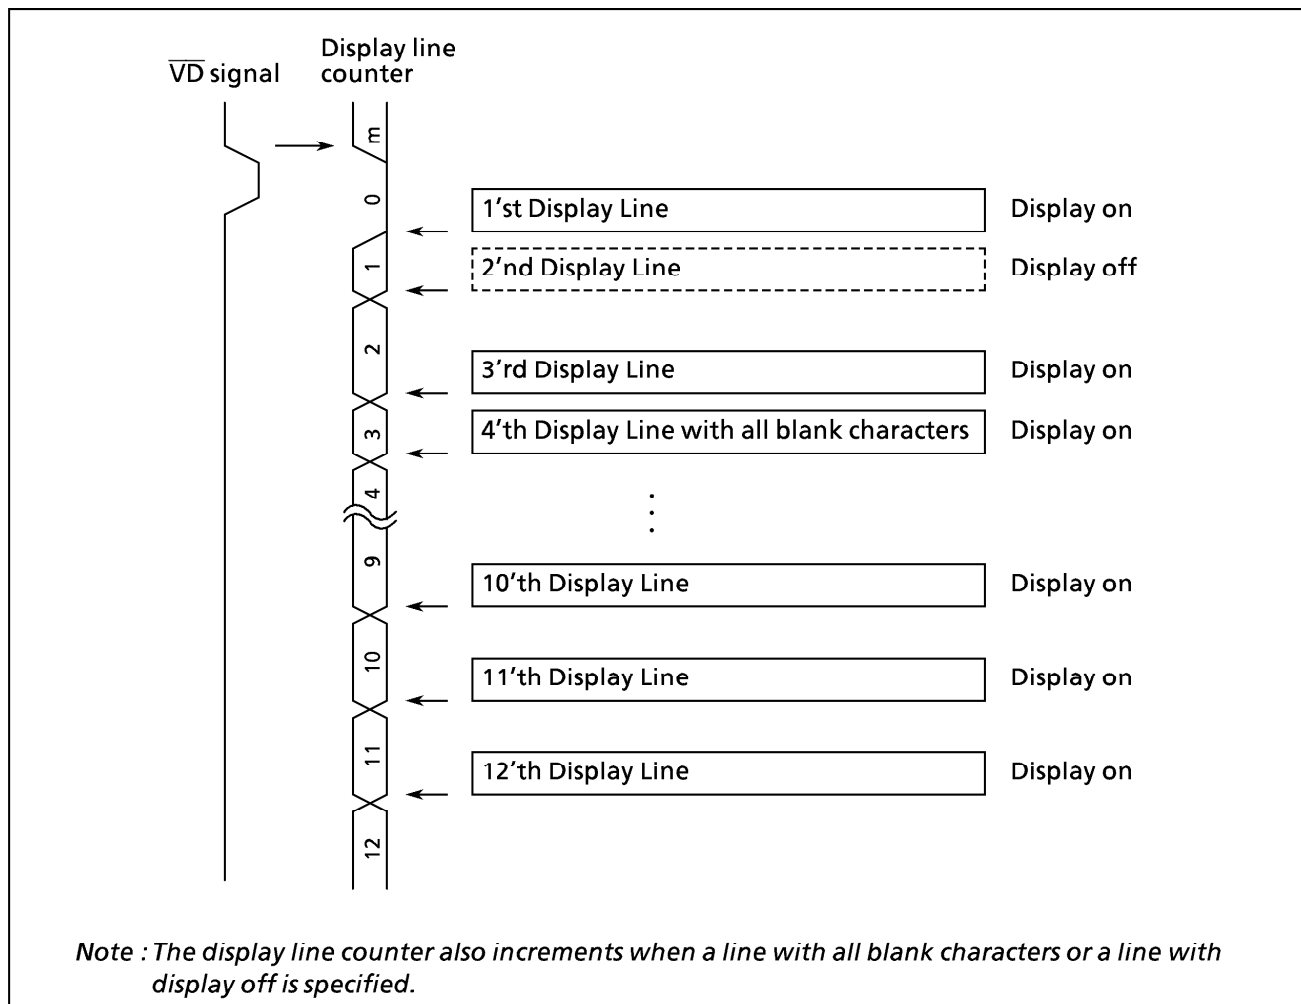 Display line
V̅D̅ signal counter
m
0
1'st Display Line Display on
1
2'nd Display Line Display off
2
3'rd Display Line Display on
3
4'th Display Line with all blank characters Display on
4
9
10'th Display Line Display on
10
11'th Display Line Display on
11
12'th Display Line Display on
12
Note : The display line counter also increments when a line with all blank characters or a line with
display off is specified.